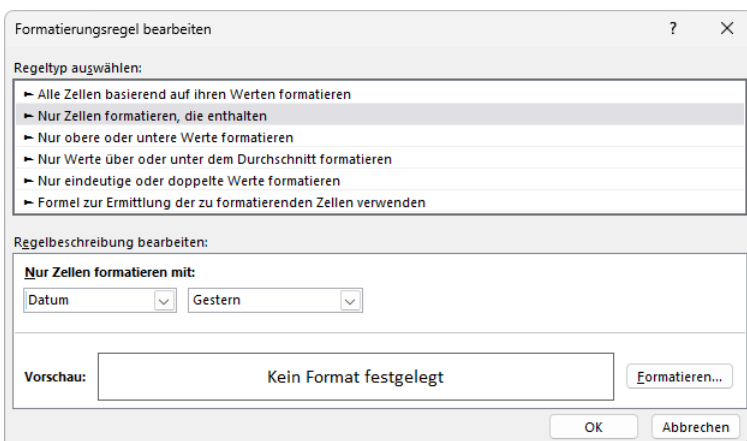 Formatierungsregel bearbeiten ?
Regeltyp auswählen:
► Alle Zellen basierend auf ihren Werten formatieren
► Nur Zellen formatieren, die enthalten
► Nur obere oder untere Werte formatieren
► Nur Werte über oder unter dem Durchschnitt formatieren
► Nur eindeutige oder doppelte Werte formatieren
► Formel zur Ermittlung der zu formatierenden Zellen verwenden
Regelbeschreibung bearbeiten:
Nur Zellen formatieren mit:
Datum Gestern
Vorschau: Kein Format festgelegt Formatieren...
OK Abbrechen